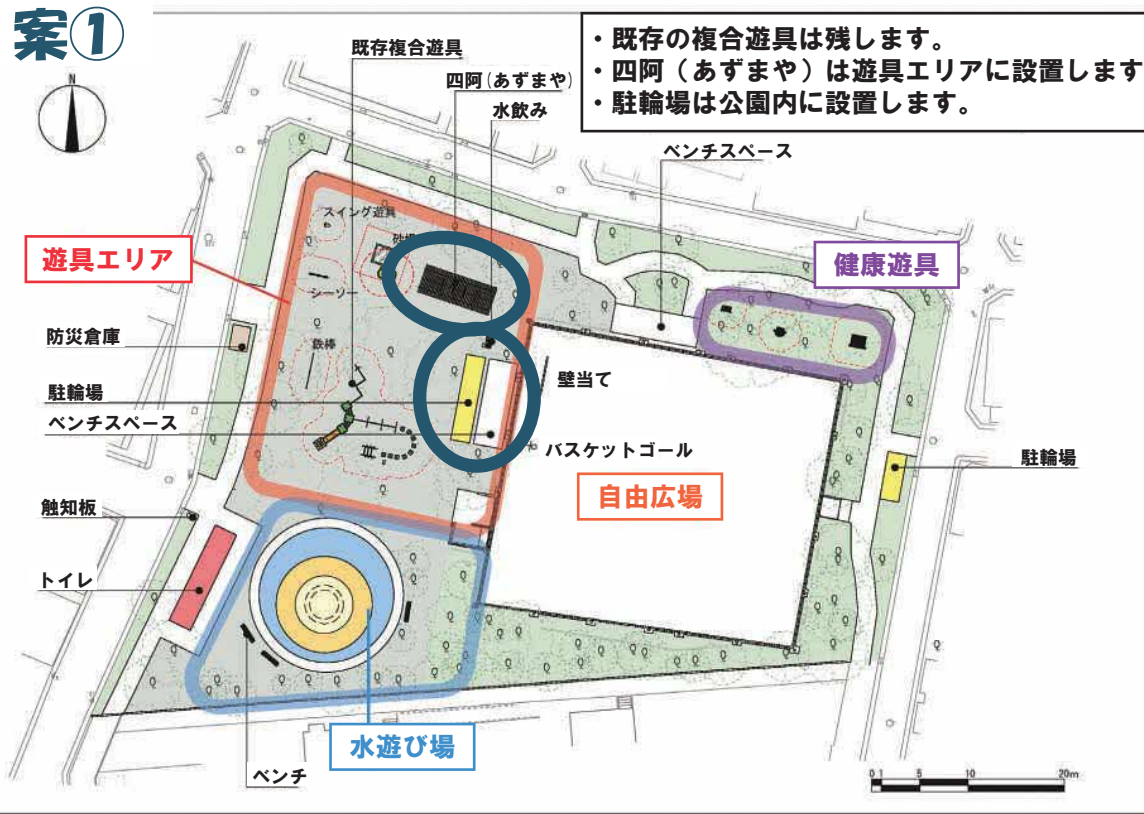 案①
・既存の複合遊具は残します。
・四阿（あずまや）は遊具エリアに設置します
・駐輪場は公園内に設置します。
N
既存複合遊具
四阿(あずまや)
水飲み
ベンチスペース
スイング遊具
砂場
遊具エリア
健康遊具
シーソー
防災倉庫
鉄棒
壁当て
駐輪場
ベンチスペース
バスケットゴール
駐輪場
自由広場
触知板
トイレ
水遊び場
ベンチ
0 1 5 10 20m